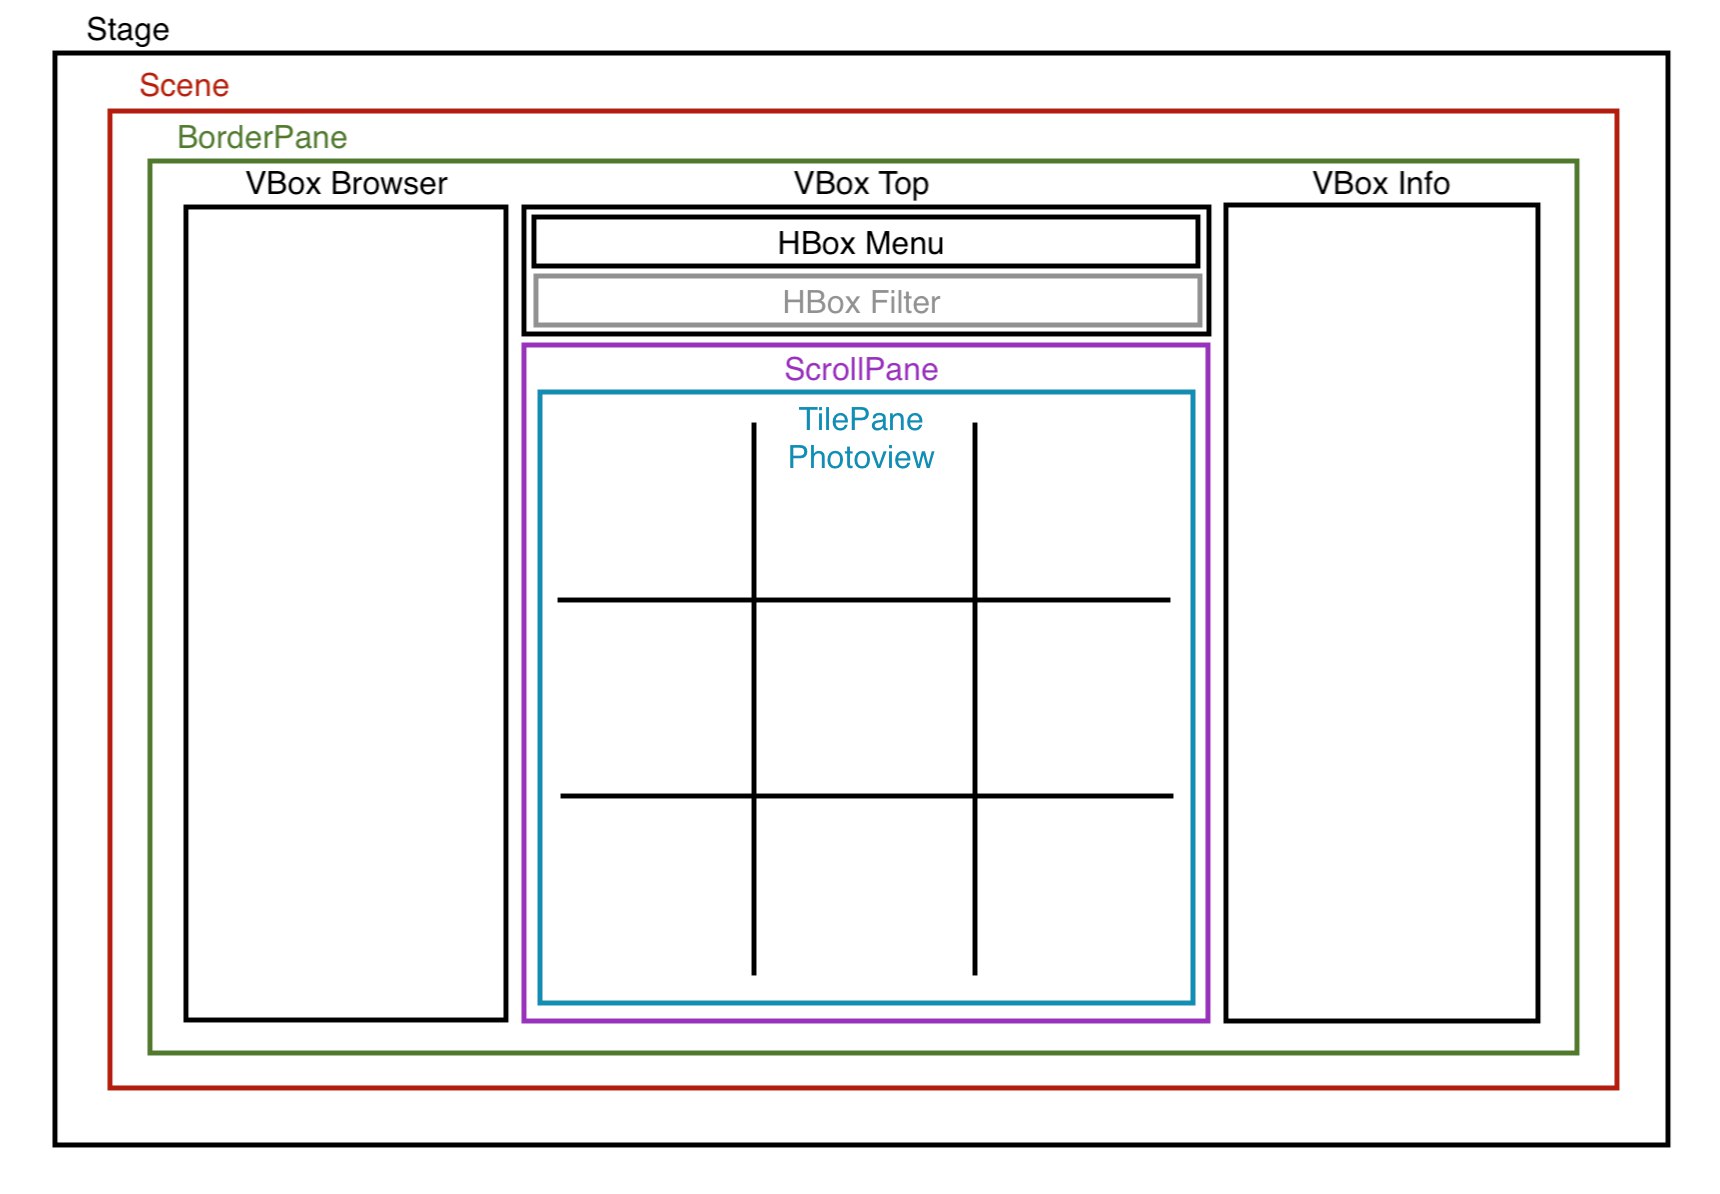 Stage
Scene
BorderPane
VBox Browser
VBox Top
VBox Info
HBox Menu
HBox Filter
ScrollPane
TilePane
Photoview